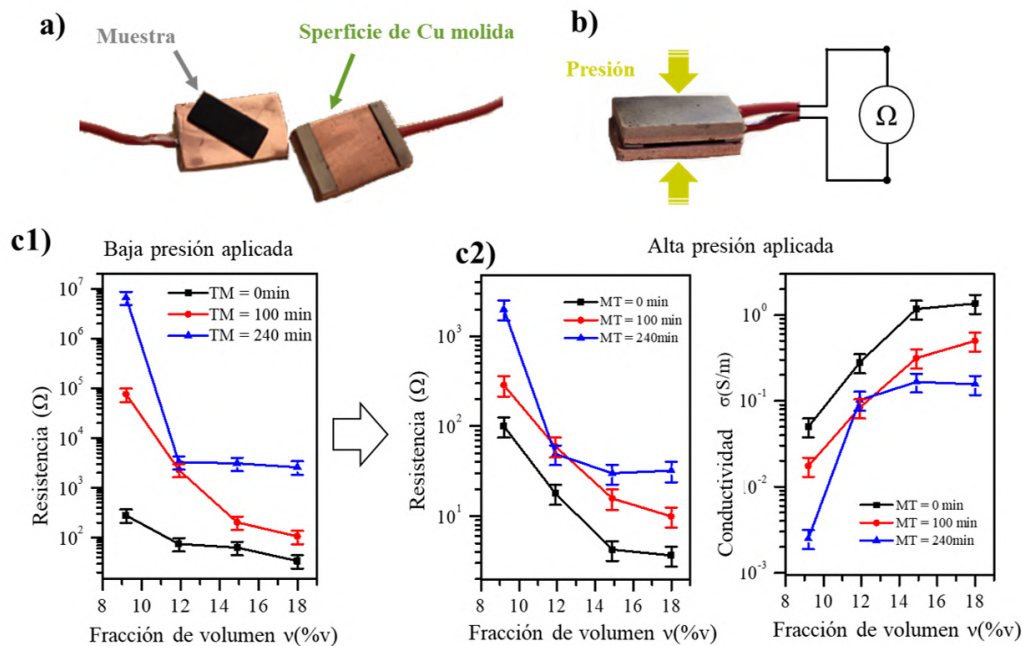 a)
Muestra
Sperficie de Cu molida
b)
Presión
Ω
c1)
Baja presión aplicada
TM = 0min
TM = 100 min
TM = 240 min
10⁷
10⁶
10⁵
10⁴
10³
10²
Resistencia (Ω)
8 10 12 14 16 18
Fracción de volumen ν(%v)
c2)
Alta presión aplicada
MT = 0 min
MT = 100 min
MT = 240min
10³
10²
10¹
Resistencia (Ω)
8 10 12 14 16 18
Fracción de volumen ν(%v)
10⁰
10⁻¹
10⁻²
10⁻³
Conductividad σ(S/m)
MT = 0 min
MT = 100 min
MT = 240min
8 10 12 14 16 18
Fracción de volumen ν(%v)